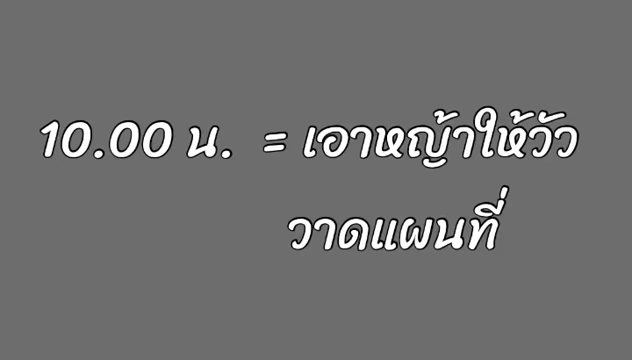 10.00 น. = เอาหญ้าให้วัว
วาดแผนที่